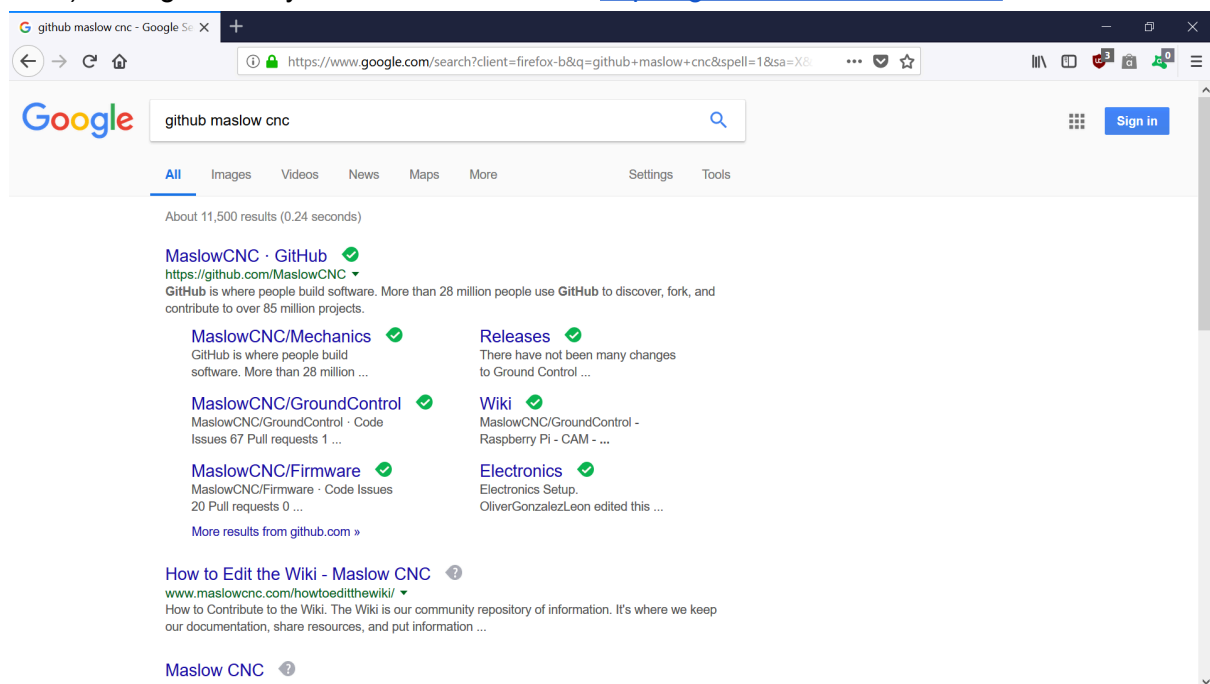 github maslow cnc - Google Se
https://www.google.com/search?client=firefox-b&q=github+maslow+cnc&spell=1&sa=X&
3
0
Google
github maslow cnc
Sign in
All Images Videos News Maps More Settings Tools
About 11,500 results (0.24 seconds)
MaslowCNC · GitHub
https://github.com/MaslowCNC
GitHub is where people build software. More than 28 million people use GitHub to discover, fork, and
contribute to over 85 million projects.
MaslowCNC/Mechanics
GitHub is where people build
software. More than 28 million ...
Releases
There have not been many changes
to Ground Control ...
MaslowCNC/GroundControl
MaslowCNC/GroundControl · Code
Issues 67 Pull requests 1 ...
Wiki
MaslowCNC/GroundControl -
Raspberry Pi - CAM - ...
MaslowCNC/Firmware
MaslowCNC/Firmware · Code Issues
20 Pull requests 0 ...
Electronics
Electronics Setup.
OliverGonzalezLeon edited this ...
More results from github.com »
How to Edit the Wiki - Maslow CNC
www.maslowcnc.com/howtoeditthewiki/
How to Contribute to the Wiki. The Wiki is our community repository of information. It's where we keep
our documentation, share resources, and put information ...
Maslow CNC